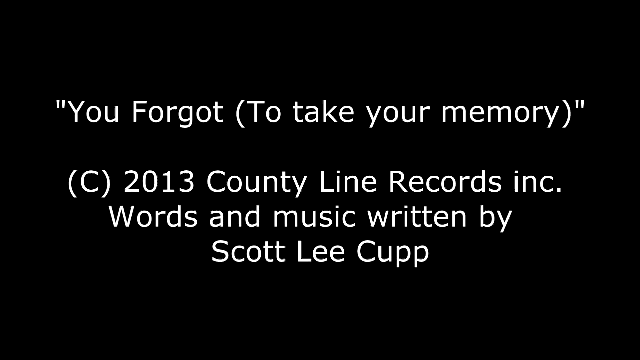 "You Forgot (To take your memory)"
(C) 2013 County Line Records inc.
Words and music written by
Scott Lee Cupp